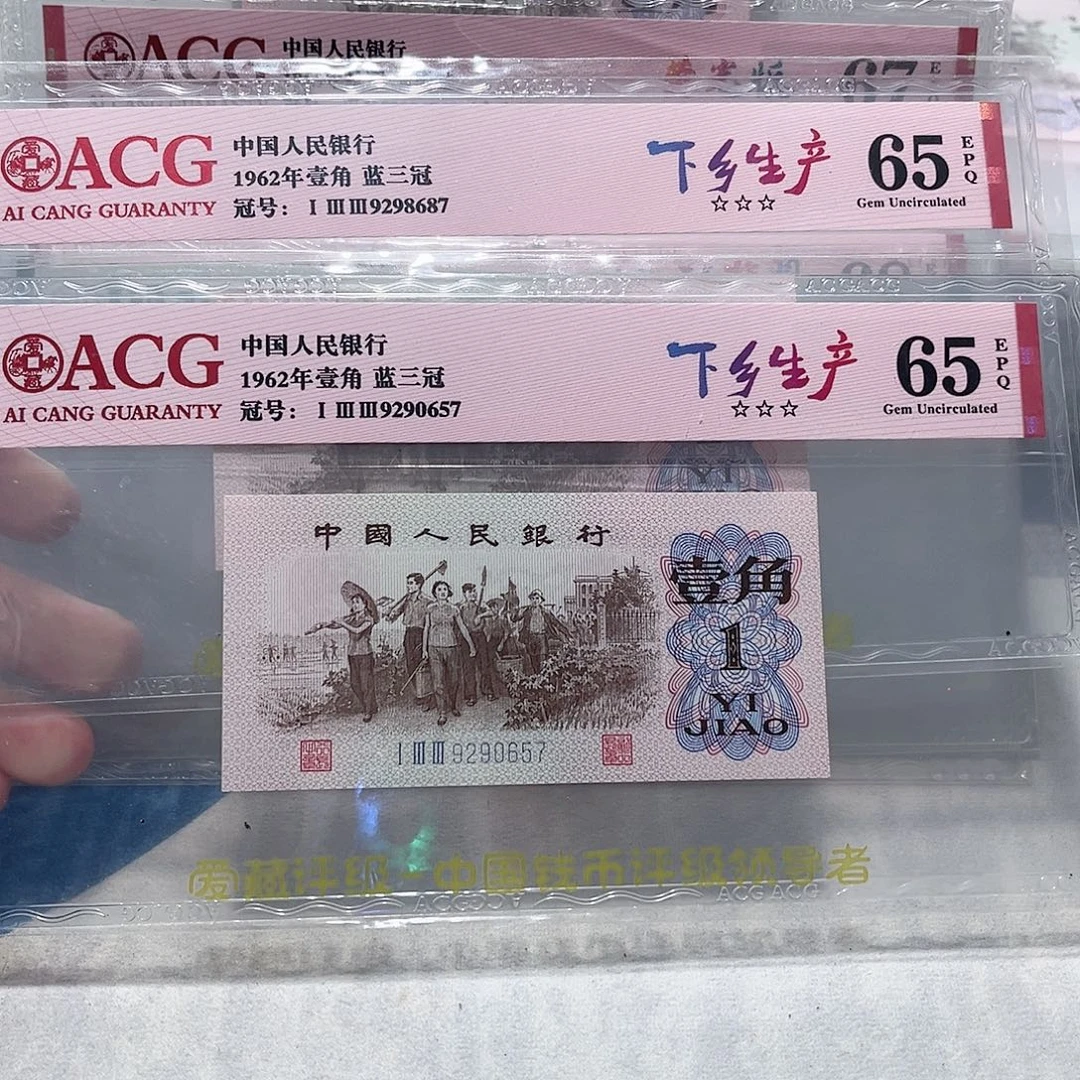 ACG 中国人民银行
67
ACG
AI CANG GUARANTY
中国人民银行
1962年壹角 蓝三冠
冠号: I III III 9298687
下乡生产
☆☆☆
65 EPQ
Gem Uncirculated
ACG
AI CANG GUARANTY
中国人民银行
1962年壹角 蓝三冠
冠号: I III III 9290657
下乡生产
☆☆☆
65 EPQ
Gem Uncirculated
YI
中國人民銀行
壹角
1
YI
JIAO
I III III 9290657
爱藏评级-中国钱币评级领导者
ACGACG
ACG ACG